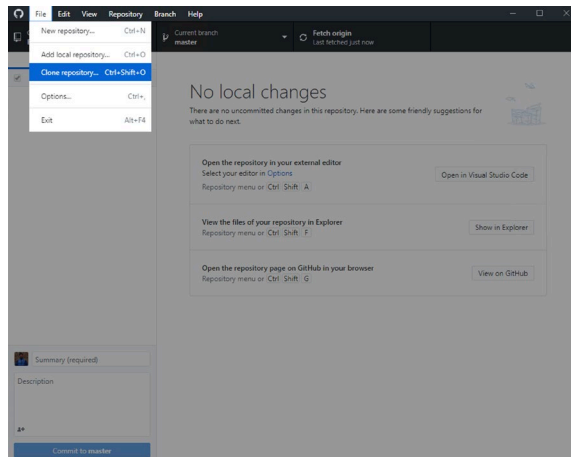 File Edit View Repository Branch Help
New repository... Ctrl+N
Add local repository... Ctrl+O
Clone repository... Ctrl+Shift+O
Options... Ctrl+,
Exit Alt+F4
Current branch
master
Fetch origin
Last fetched just now
No local changes
There are no uncommitted changes in this repository. Here are some friendly suggestions for
what to do next.
Open the repository in your external editor
Select your editor in Options
Repository menu or Ctrl Shift A
Open in Visual Studio Code
View the files of your repository in Explorer
Repository menu or Ctrl Shift F
Show in Explorer
Open the repository page on GitHub in your browser
Repository menu or Ctrl Shift G
View on GitHub
Summary (required)
Description
Commit to master